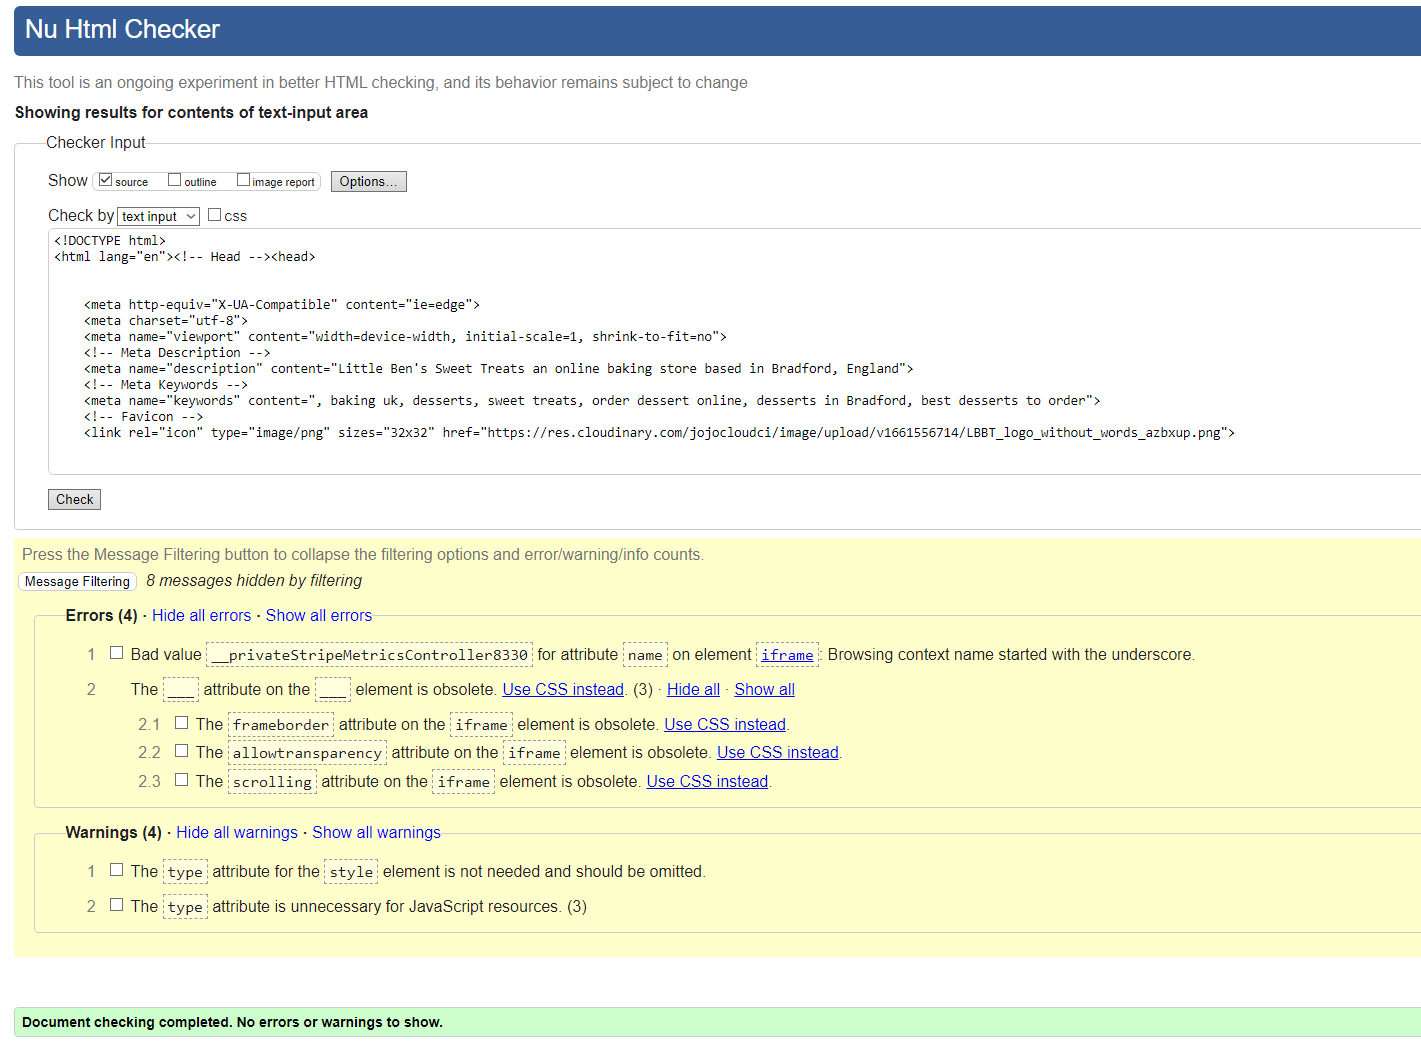 Nu Html Checker
This tool is an ongoing experiment in better HTML checking, and its behavior remains subject to change
Showing results for contents of text-input area
Checker Input
Show source outline image report Options...
Check by text input css
<!DOCTYPE html>
<html lang="en"><!-- Head --><head>
<meta http-equiv="X-UA-Compatible" content="ie=edge">
<meta charset="utf-8">
<meta name="viewport" content="width=device-width, initial-scale=1, shrink-to-fit=no">
<!-- Meta Description -->
<meta name="description" content="Little Ben's Sweet Treats an online baking store based in Bradford, England">
<!-- Meta Keywords -->
<meta name="keywords" content=", baking uk, desserts, sweet treats, order dessert online, desserts in Bradford, best desserts to order">
<!-- Favicon -->
<link rel="icon" type="image/png" sizes="32x32" href="https://res.cloudinary.com/jojocloudci/image/upload/v1661556714/LBBT_logo_without_words_azbxup.png">
Check
Press the Message Filtering button to collapse the filtering options and error/warning/info counts.
Message Filtering 8 messages hidden by filtering
Errors (4) · Hide all errors · Show all errors
1 Bad value __privateStripeMetricsController8330 for attribute name on element iframe: Browsing context name started with the underscore.
2 The ___ attribute on the ___ element is obsolete. Use CSS instead. (3) · Hide all · Show all
2.1 The frameborder attribute on the iframe element is obsolete. Use CSS instead.
2.2 The allowtransparency attribute on the iframe element is obsolete. Use CSS instead.
2.3 The scrolling attribute on the iframe element is obsolete. Use CSS instead.
Warnings (4) · Hide all warnings · Show all warnings
1 The type attribute for the style element is not needed and should be omitted.
2 The type attribute is unnecessary for JavaScript resources. (3)
Document checking completed. No errors or warnings to show.